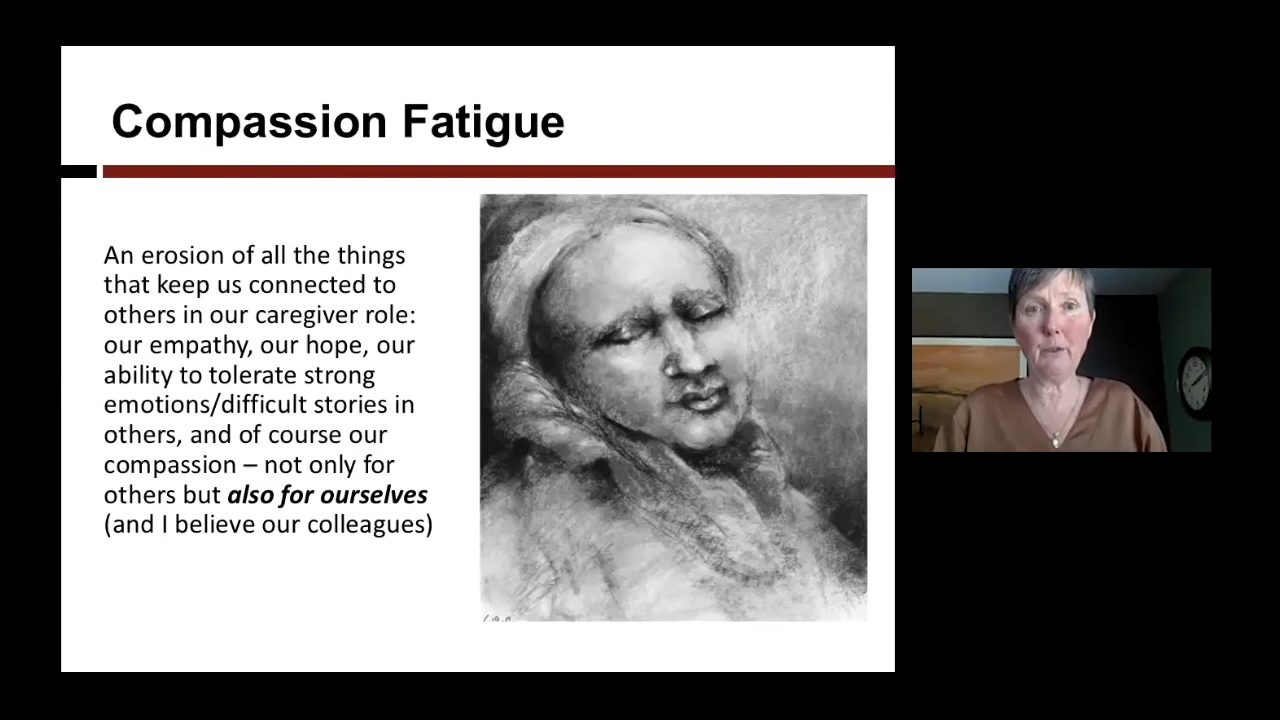 Compassion Fatigue
An erosion of all the things
that keep us connected to
others in our caregiver role:
our empathy, our hope, our
ability to tolerate strong
emotions/difficult stories in
others, and of course our
compassion – not only for
others but also for ourselves
(and I believe our colleagues)